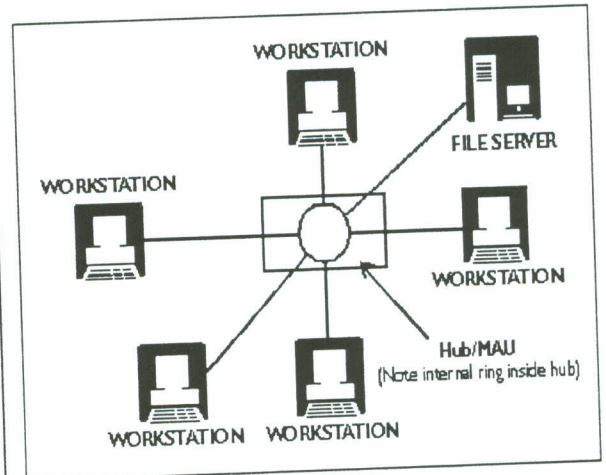 WORKSTATION
FILE SERVER
WORKSTATION
WORKSTATION
Hub/MAU
(Note internal ring inside hub)
WORKSTATION
WORKSTATION